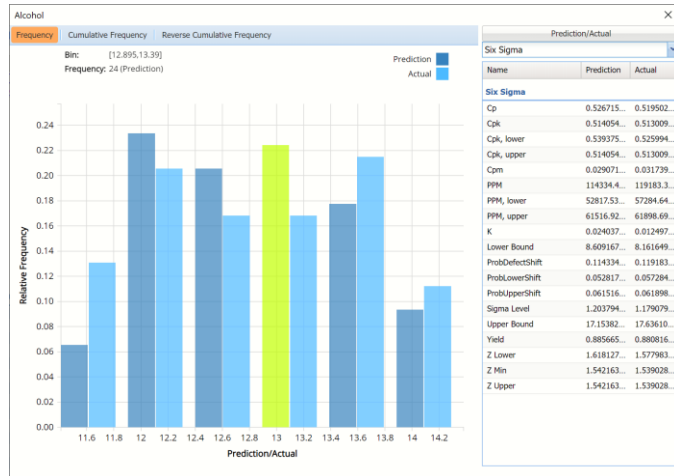 Alcohol
Frequency Cumulative Frequency Reverse Cumulative Frequency
Bin: [12.895,13.39]
Frequency: 24 (Prediction)
Prediction
Actual
Relative Frequency
0.24
0.22
0.20
0.18
0.16
0.14
0.12
0.10
0.08
0.06
0.04
0.02
0.00
11.6 11.8 12 12.2 12.4 12.6 12.8 13 13.2 13.4 13.6 13.8 14 14.2
Prediction/Actual
Prediction/Actual
Six Sigma
Name Prediction Actual
Six Sigma
Cp 0.526715... 0.519502...
Cpk 0.514054... 0.513009...
Cpk, lower 0.539375... 0.525994...
Cpk, upper 0.514054... 0.513009...
Cpm 0.029071... 0.031739...
PPM 114334.4... 119183.3...
PPM, lower 52817.53... 57284.64...
PPM, upper 61516.92... 61898.69...
K 0.024037... 0.012497...
Lower Bound 8.609167... 8.161649...
ProbDefectShift 0.114334... 0.119183...
ProbLowerShift 0.052817... 0.057284...
ProbUpperShift 0.061516... 0.061898...
Sigma Level 1.203794... 1.179079...
Upper Bound 17.15382... 17.63610...
Yield 0.885665... 0.880816...
Z Lower 1.618127... 1.577983...
Z Min 1.542163... 1.539028...
Z Upper 1.542163... 1.539028...